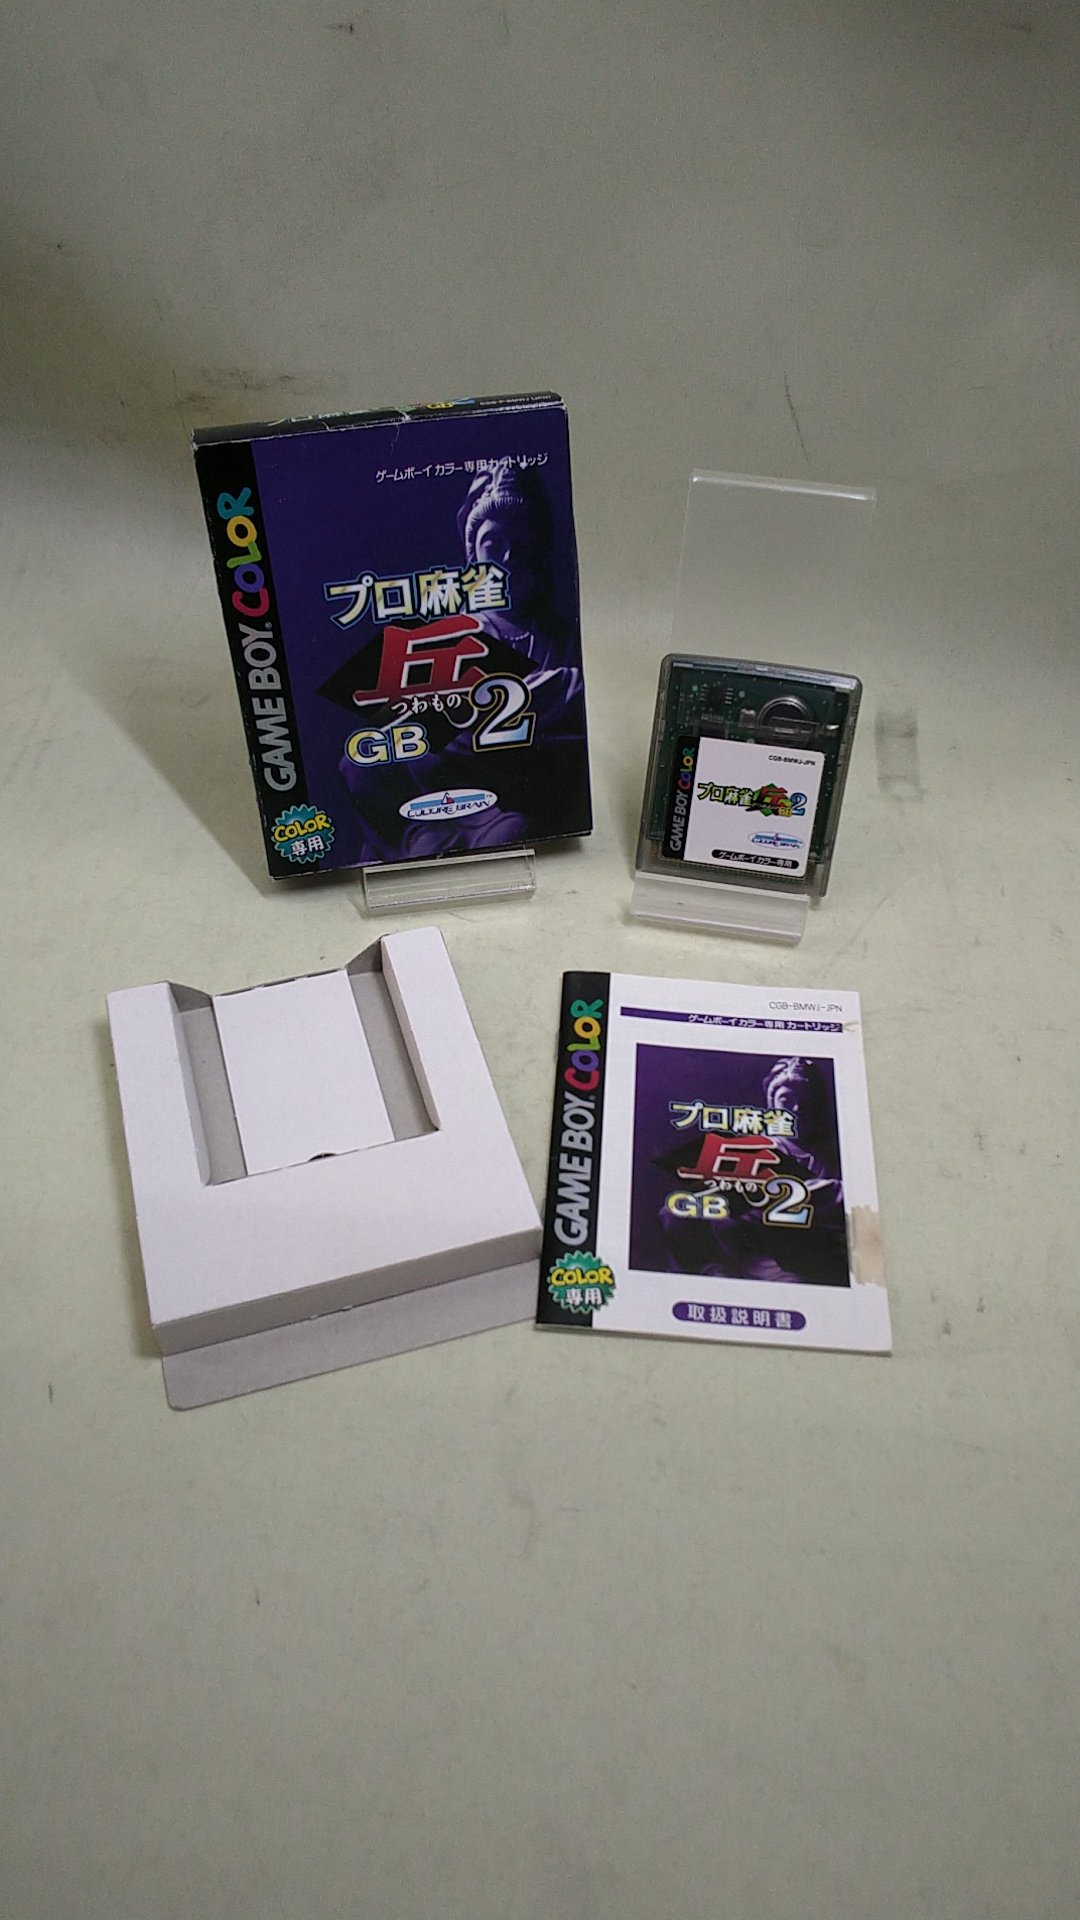 ゲームボーイカラー専用カートリッジ
GAME BOY COLOR
プロ麻雀
兵
つわもの
GB 2
CULTURE BRAIN
COLOR
専用
CGB-BMWJ-JPN
GAME BOY COLOR
プロ麻雀 兵 GB 2
CULTURE BRAIN
ゲームボーイカラー専用
CGB-BMWJ-JPN
ゲームボーイカラー専用カートリッジ
GAME BOY COLOR
プロ麻雀
兵
つわもの
GB 2
COLOR
専用
取扱説明書